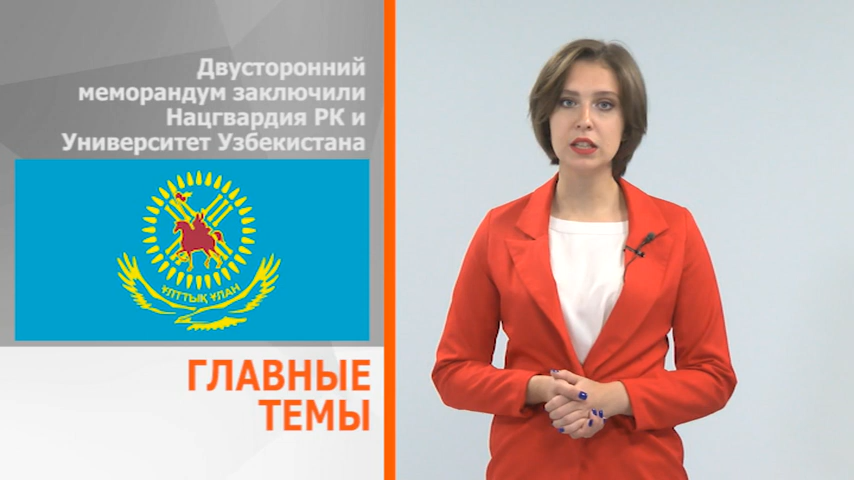 Двусторонний
меморандум заключили
Нацгвардия РК и
Университет Узбекистана
ҰЛТТЫҚ ҰЛАН
ГЛАВНЫЕ
ТЕМЫ